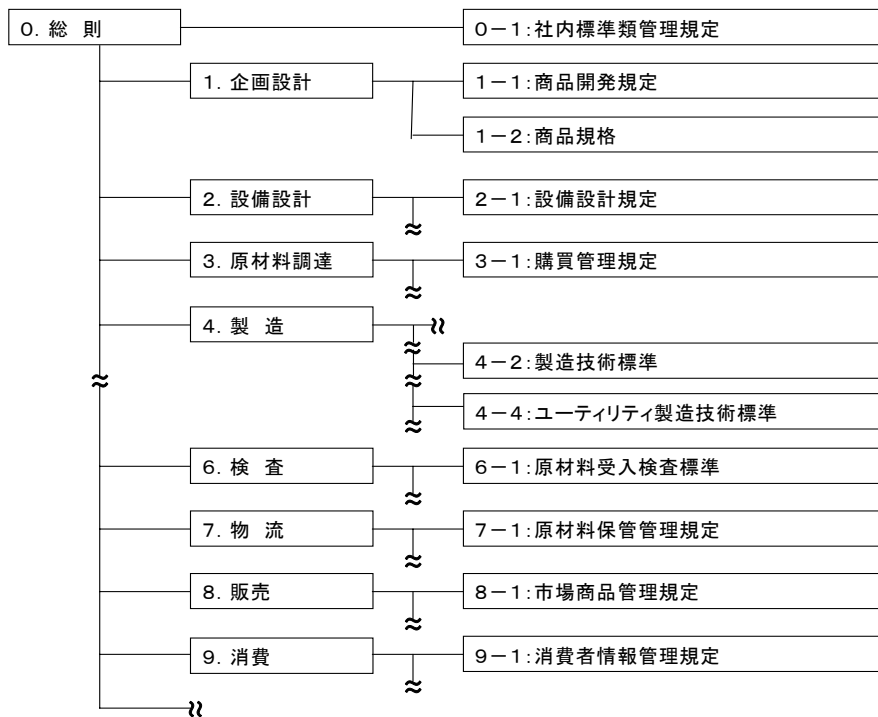 ０．総 則
０－１：社内標準類管理規定
１．企画設計
１－１：商品開発規定
１－２：商品規格
２．設備設計
２－１：設備設計規定
３．原材料調達
３－１：購買管理規定
４．製 造
４－２：製造技術標準
４－４：ユーティリティ製造技術標準
６．検 査
６－１：原材料受入検査標準
７．物 流
７－１：原材料保管管理規定
８．販売
８－１：市場商品管理規定
９．消費
９－１：消費者情報管理規定